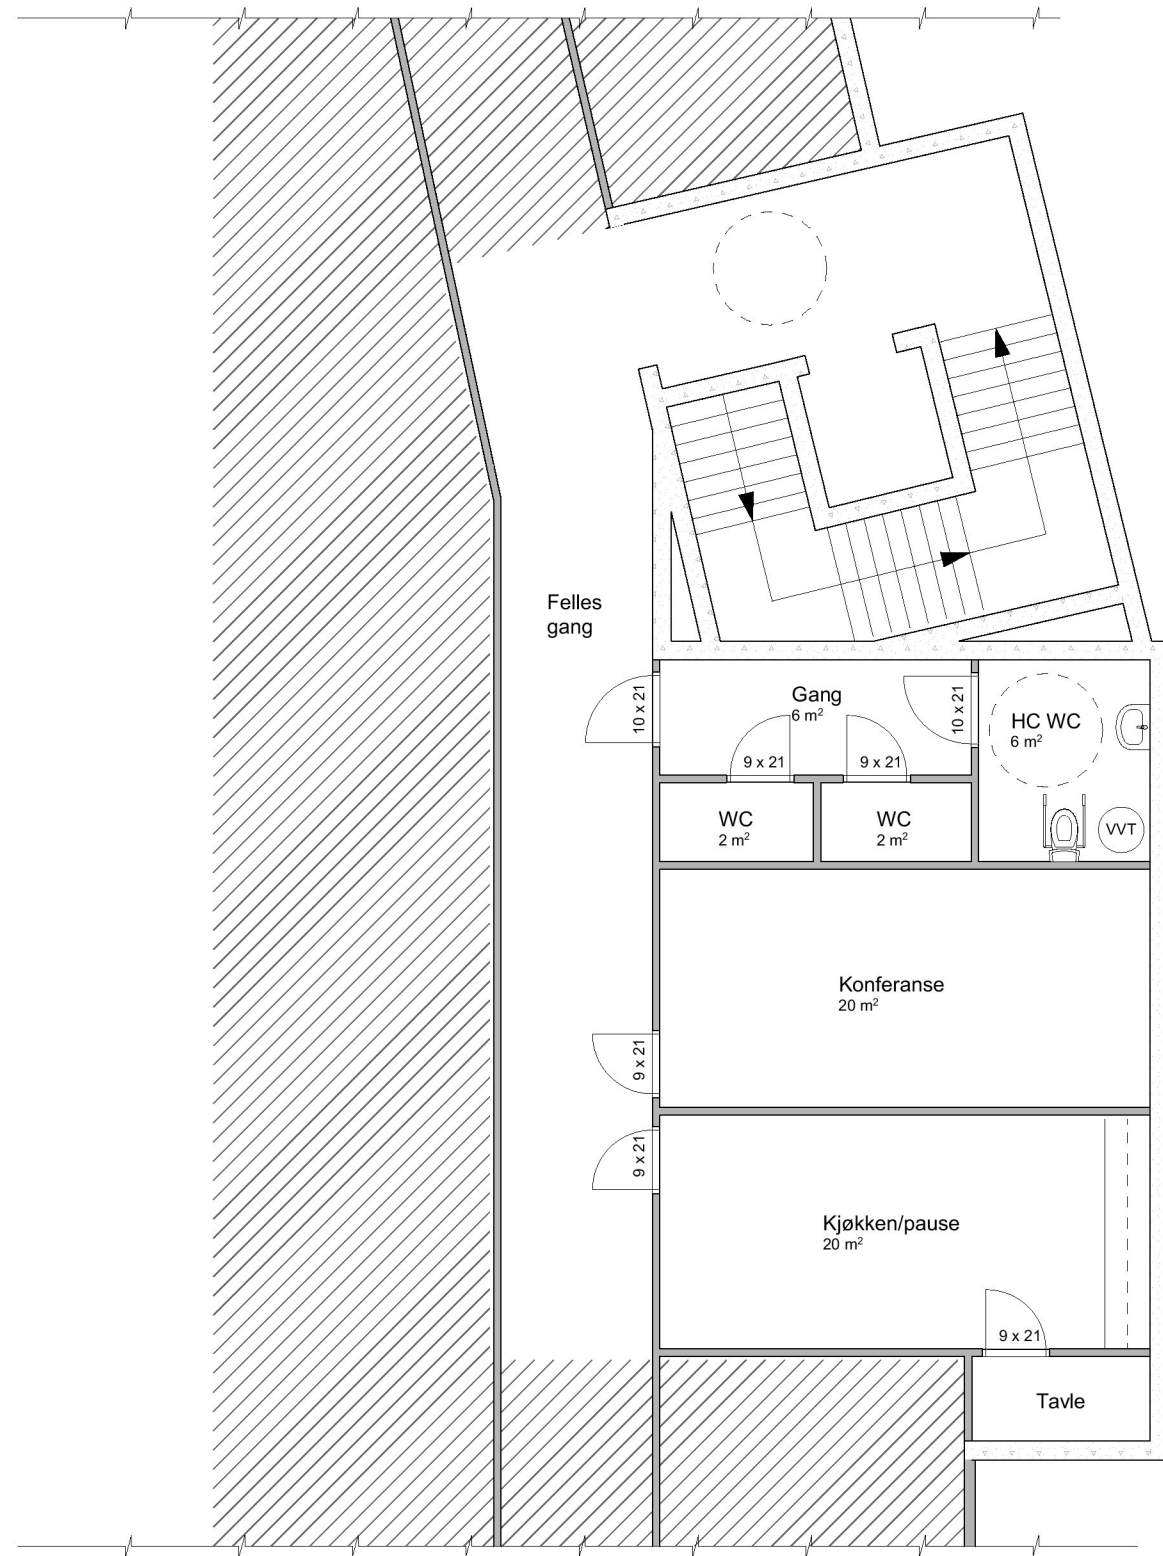 Felles
gang
10 x 21
Gang
6 m²
10 x 21
HC WC
6 m²
9 x 21
9 x 21
WC
2 m²
WC
2 m²
VVT
Konferanse
20 m²
9 x 21
9 x 21
Kjøkken/pause
20 m²
9 x 21
Tavle